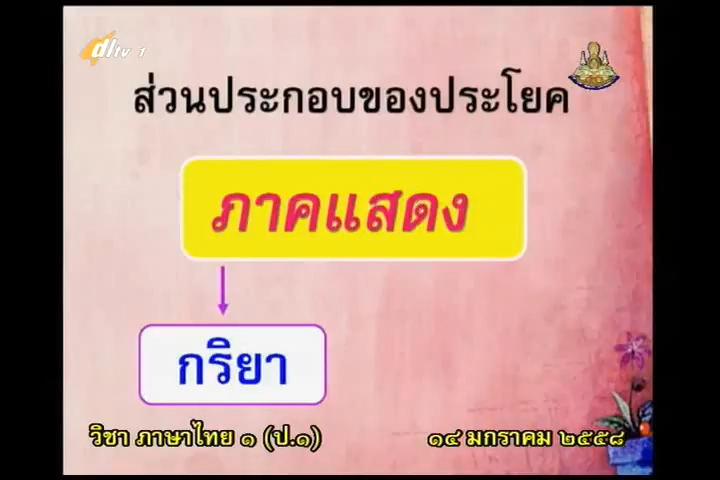 dltv 1
ส่วนประกอบของประโยค
ภาคแสดง
กริยา
วิชา ภาษาไทย ๑ (ป.๑)
๑๔ มกราคม ๒๕๕๘